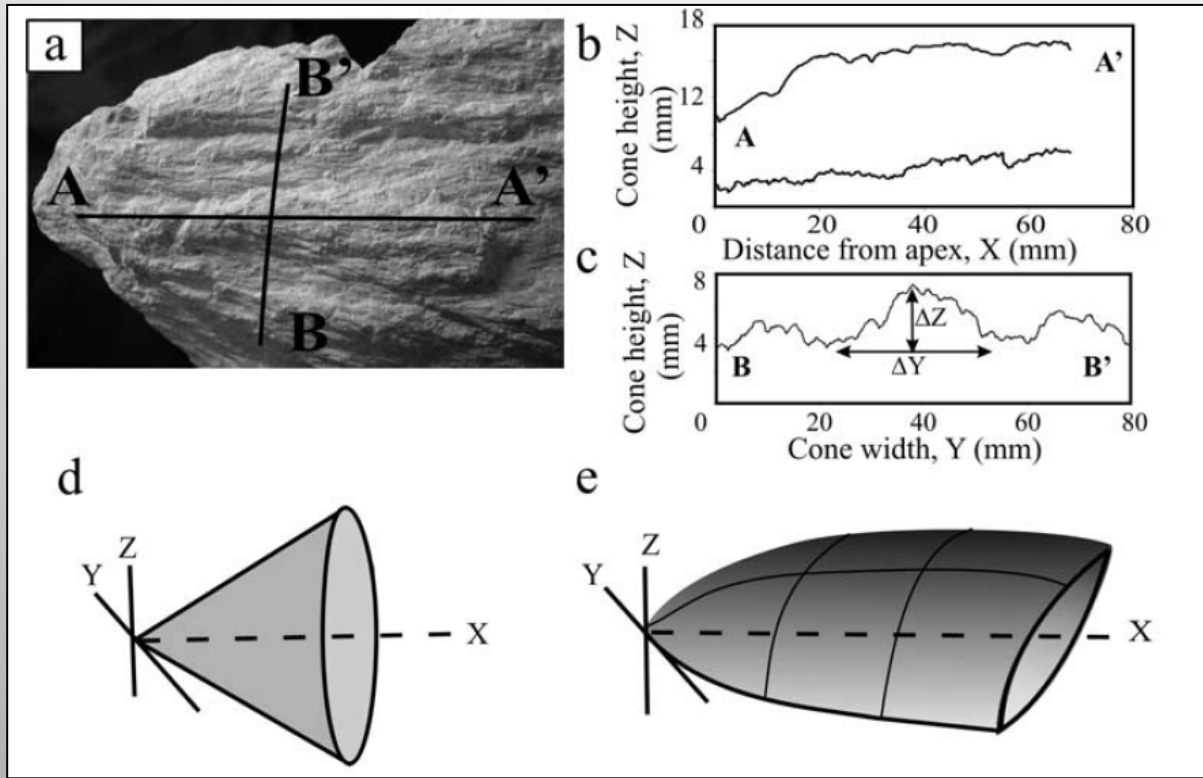 a
B'
A
A'
B
b
Cone height, Z
(mm)
18
12
4
A
A'
0
20
40
60
80
Distance from apex, X (mm)
c
Cone height, Z
(mm)
8
4
ΔZ
ΔY
B
B'
0
20
40
60
80
Cone width, Y (mm)
d
Z
Y
X
e
Z
Y
X